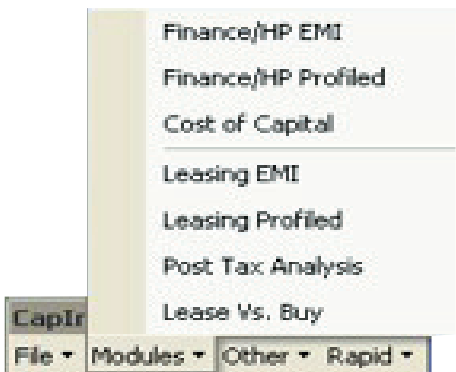 Finance/HP EMI
Finance/HP Profiled
Cost of Capital
Leasing EMI
Leasing Profiled
Post Tax Analysis
Lease Vs. Buy
CapIr
File Modules Other Rapid